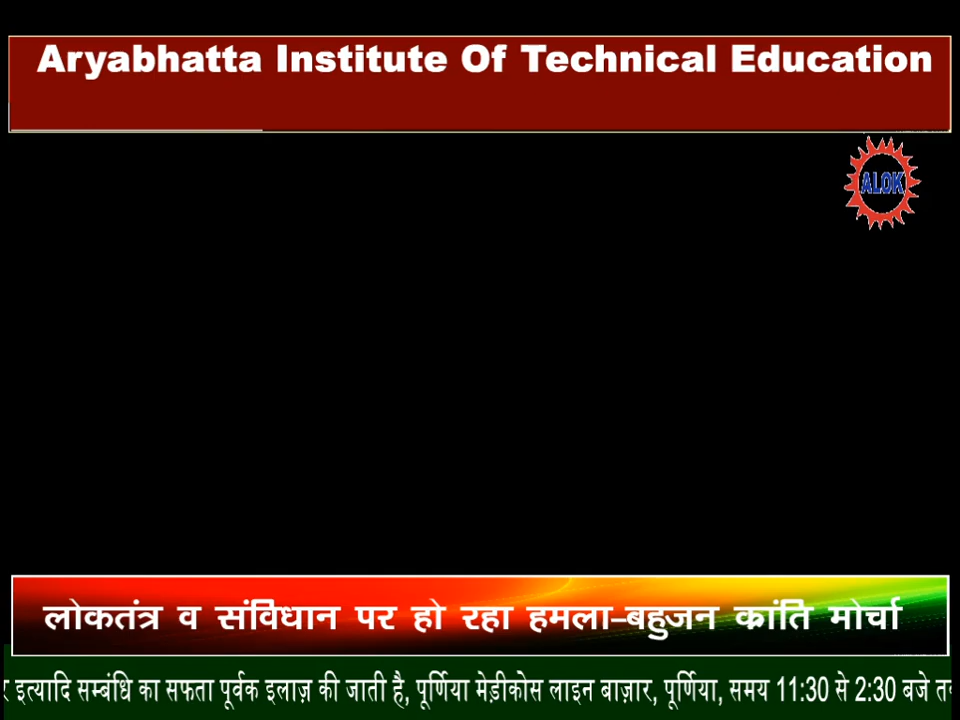 Aryabhatta Institute Of Technical Education
ALOK
लोकतंत्र व संविधान पर हो रहा हमला-बहुजन क्रांति मोर्चा
इत्यादि सम्बंधि का सफता पूर्वक इलाज़ की जाती है, पूर्णिया मेड़ीकोस लाइन बाज़ार, पूर्णिया, समय 11:30 से 2:30 बजे